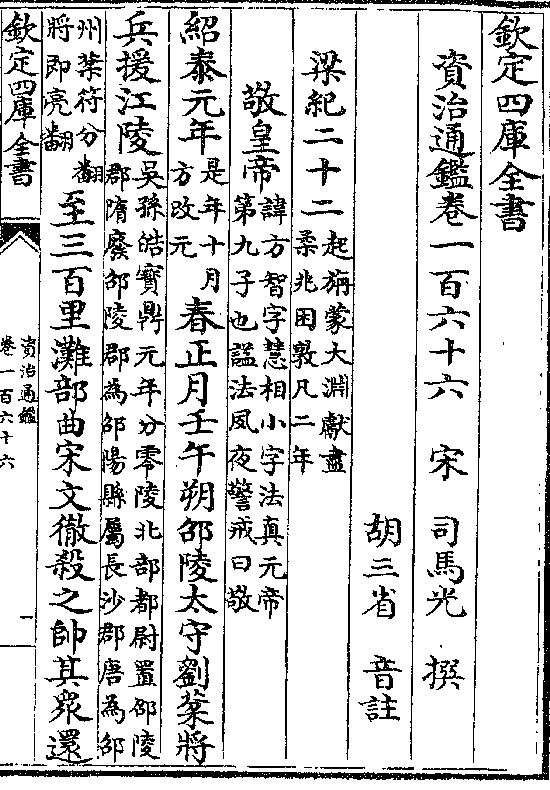 欽定四庫全書
資治通鑑卷一百六十六 宋 司馬光 撰
胡三省 音註
梁紀二十二 起旃蒙大淵獻盡柔兆困敦凡二年
敬皇帝 諱方智字慧相小字法真元帝第九子也謚法夙夜警戒曰敬
紹泰元年 是年十月方改元 春正月壬午朔邵陵太守劉棻將
兵援江陵 吳孫皓寶鼎元年分零陵北部都尉置邵陵郡隋廢邵陵郡為邵陽縣屬長沙郡唐為邵
州棻符分翻將即亮翻 至三百里灘部曲宋文徹殺之帥其衆還
欽定四庫全書
資治通鑑
卷一百六十六
一